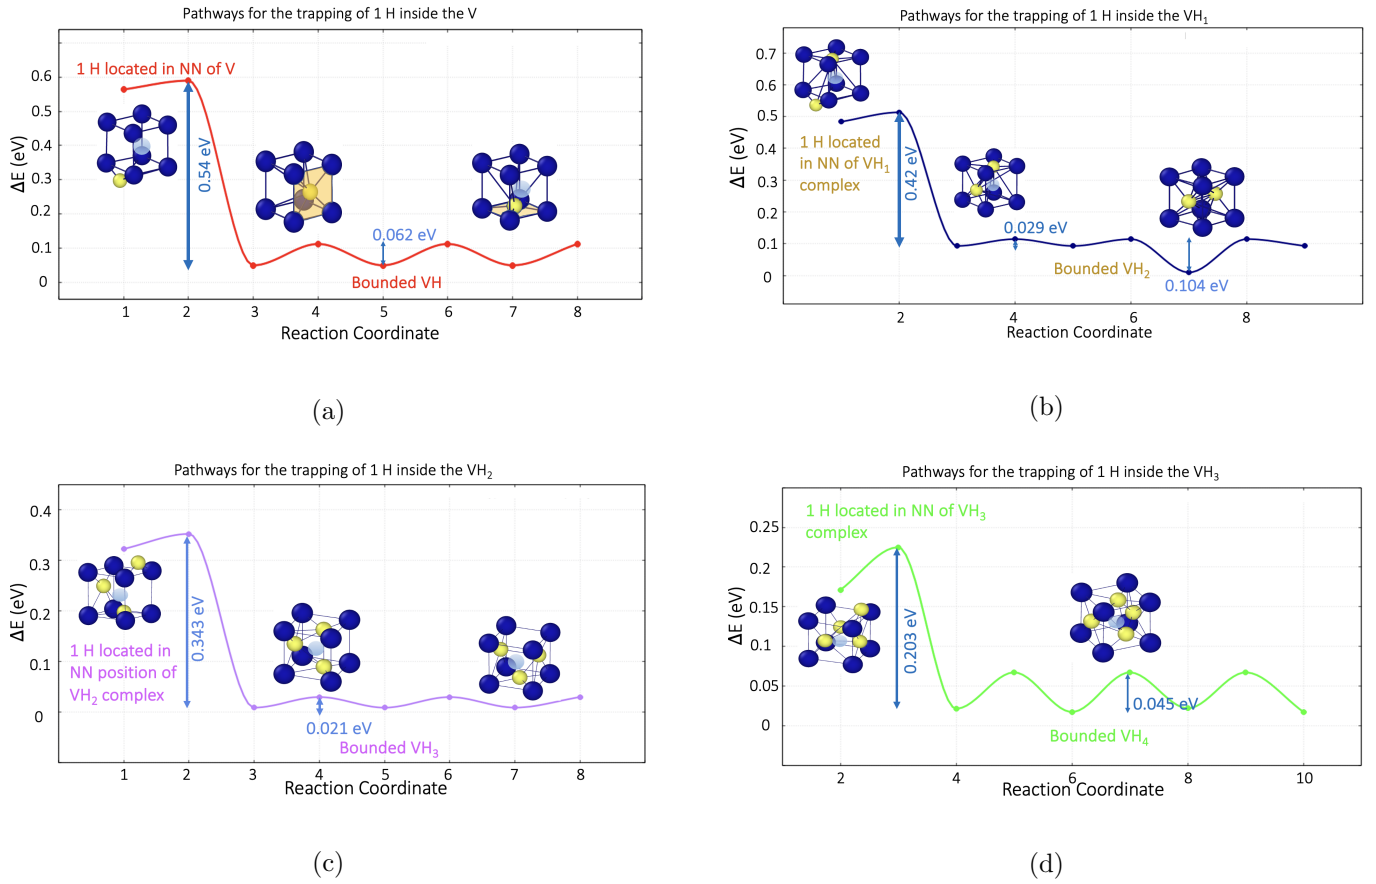 Pathways for the trapping of 1 H inside the V
ΔE (eV)
0.6
0.5
0.4
0.3
0.2
0.1
0
1 H located in NN of V
0.54 eV
0.062 eV
Bounded VH
1 2 3 4 5 6 7 8
Reaction Coordinate
(a)
Pathways for the trapping of 1 H inside the VH₁
ΔE (eV)
0.7
0.6
0.5
0.4
0.3
0.2
0.1
0
1 H located
in NN of VH₁
complex
0.42 eV
0.029 eV
Bounded VH₂
0.104 eV
2 4 6 8
Reaction Coordinate
(b)
Pathways for the trapping of 1 H inside the VH₂
ΔE (eV)
0.4
0.3
0.2
0.1
0
1 H located in
NN position of
VH₂ complex
0.343 eV
0.021 eV
Bounded VH₃
1 2 3 4 5 6 7 8
Reaction Coordinate
(c)
Pathways for the trapping of 1 H inside the VH₃
ΔE (eV)
0.25
0.2
0.15
0.1
0.05
0
1 H located in NN of VH₃
complex
0.203 eV
0.045 eV
Bounded VH₄
2 4 6 8 10
Reaction Coordinate
(d)